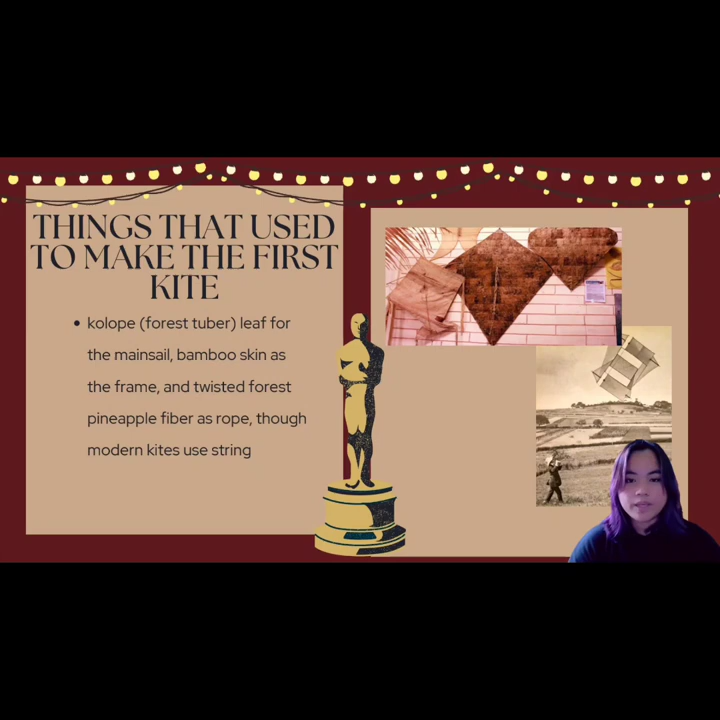 THINGS THAT USED
TO MAKE THE FIRST
KITE
• kolope (forest tuber) leaf for
the mainsail, bamboo skin as
the frame, and twisted forest
pineapple fiber as rope, though
modern kites use string